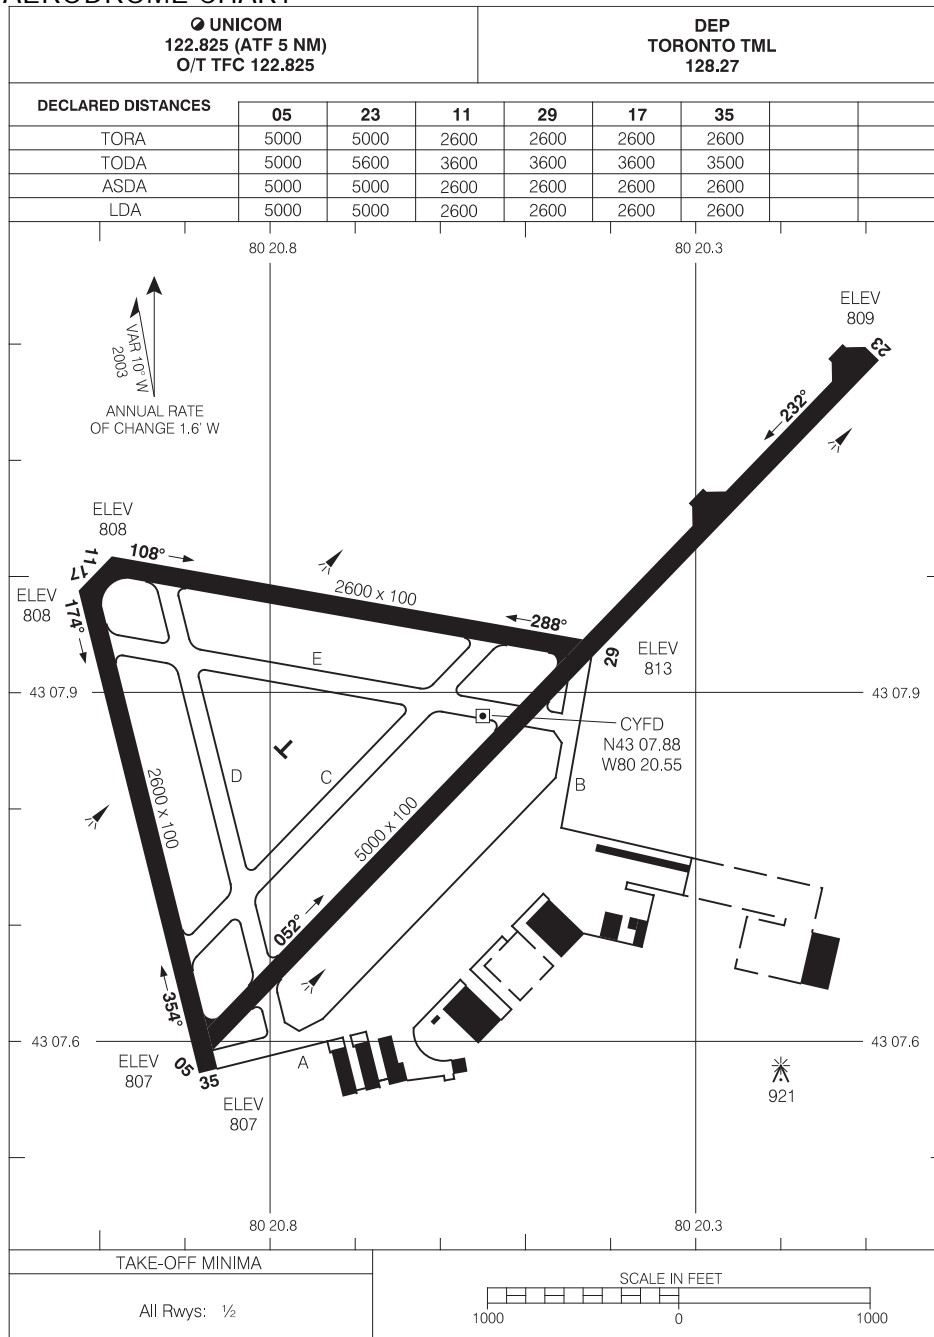 AERODROME CHART
UNICOM
122.825 (ATF 5 NM)
O/T TFC 122.825
DEP
TORONTO TML
128.27
DECLARED DISTANCES
05 23 11 29 17 35
TORA 5000 5000 2600 2600 2600 2600
TODA 5000 5600 3600 3600 3600 3500
ASDA 5000 5000 2600 2600 2600 2600
LDA 5000 5000 2600 2600 2600 2600
80 20.8
80 20.3
VAR 10° W
2003
ANNUAL RATE
OF CHANGE 1.6' W
ELEV
809
23
232°
ELEV
808
11
108°
17
ELEV
808
174°
2600 x 100
288°
29
ELEV
813
E
43 07.9
43 07.9
CYFD
N43 07.88
W80 20.55
D
C
B
2600 x 100
5000 x 100
052°
354°
43 07.6
43 07.6
ELEV
807
05
35
A
ELEV
807
921
80 20.8
80 20.3
TAKE-OFF MINIMA
All Rwys: ½
SCALE IN FEET
1000 0 1000